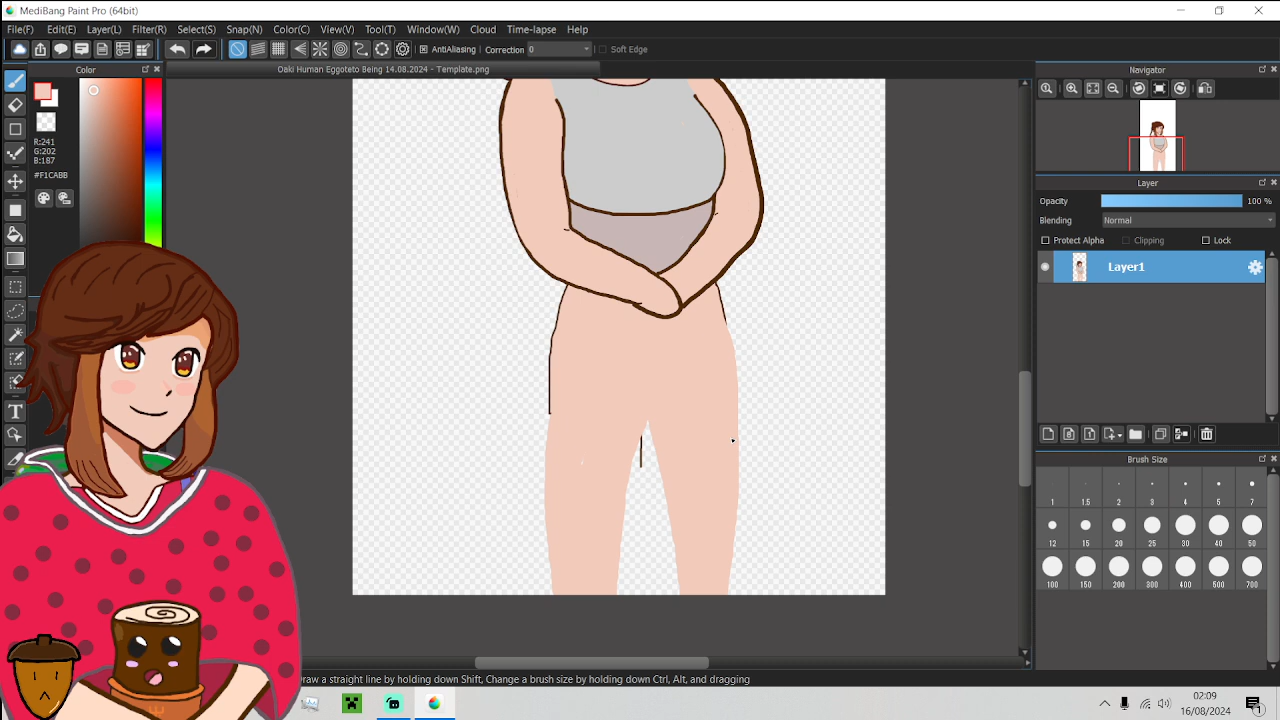 MediBang Paint Pro (64bit)
File(F) Edit(E) Layer(L) Filter(R) Select(S) Snap(N) Color(C) View(V) Tool(T) Window(W) Cloud Time-lapse Help
AntiAliasing Correction 0 Soft Edge
Color
Oaki Human Eggoteto Being 14.08.2024 - Template.png
Navigator
R:241
G:202
B:187
#F1CABB
Layer
Opacity 100 %
Blending Normal
Protect Alpha Clipping Lock
Layer1
T
Brush Size
1 1.5 2 3 4 5 7
12 15 20 25 30 40 50
100 150 200 300 400 500 700
raw a straight line by holding down Shift, Change a brush size by holding down Ctrl, Alt, and dragging
02:09
16/08/2024
1